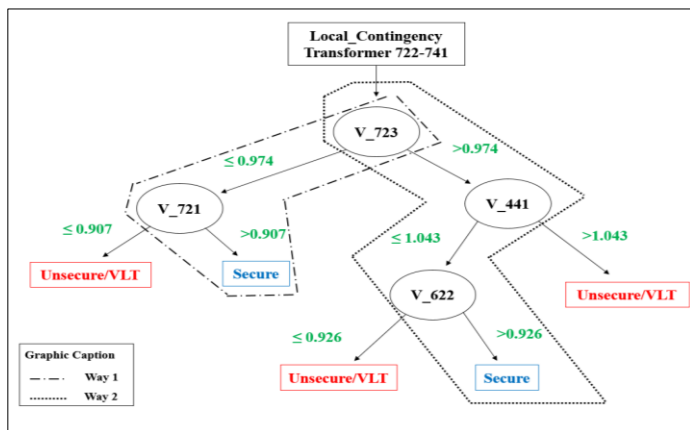 Local_Contingency
Transformer 722-741
V_723
≤ 0.974
>0.974
V_721
V_441
≤ 0.907
>0.907
≤ 1.043
>1.043
Unsecure/VLT
Secure
V_622
Unsecure/VLT
≤ 0.926
>0.926
Graphic Caption
Way 1
Way 2
Unsecure/VLT
Secure